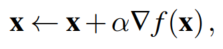 𝐱 ← 𝐱 + α∇f(𝐱) ,